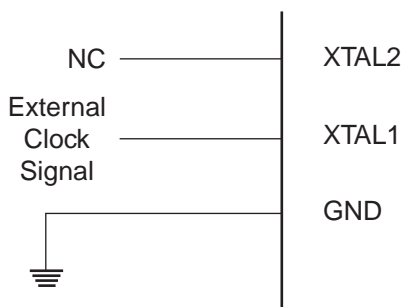 NC
XTAL2
External
Clock
Signal
XTAL1
GND